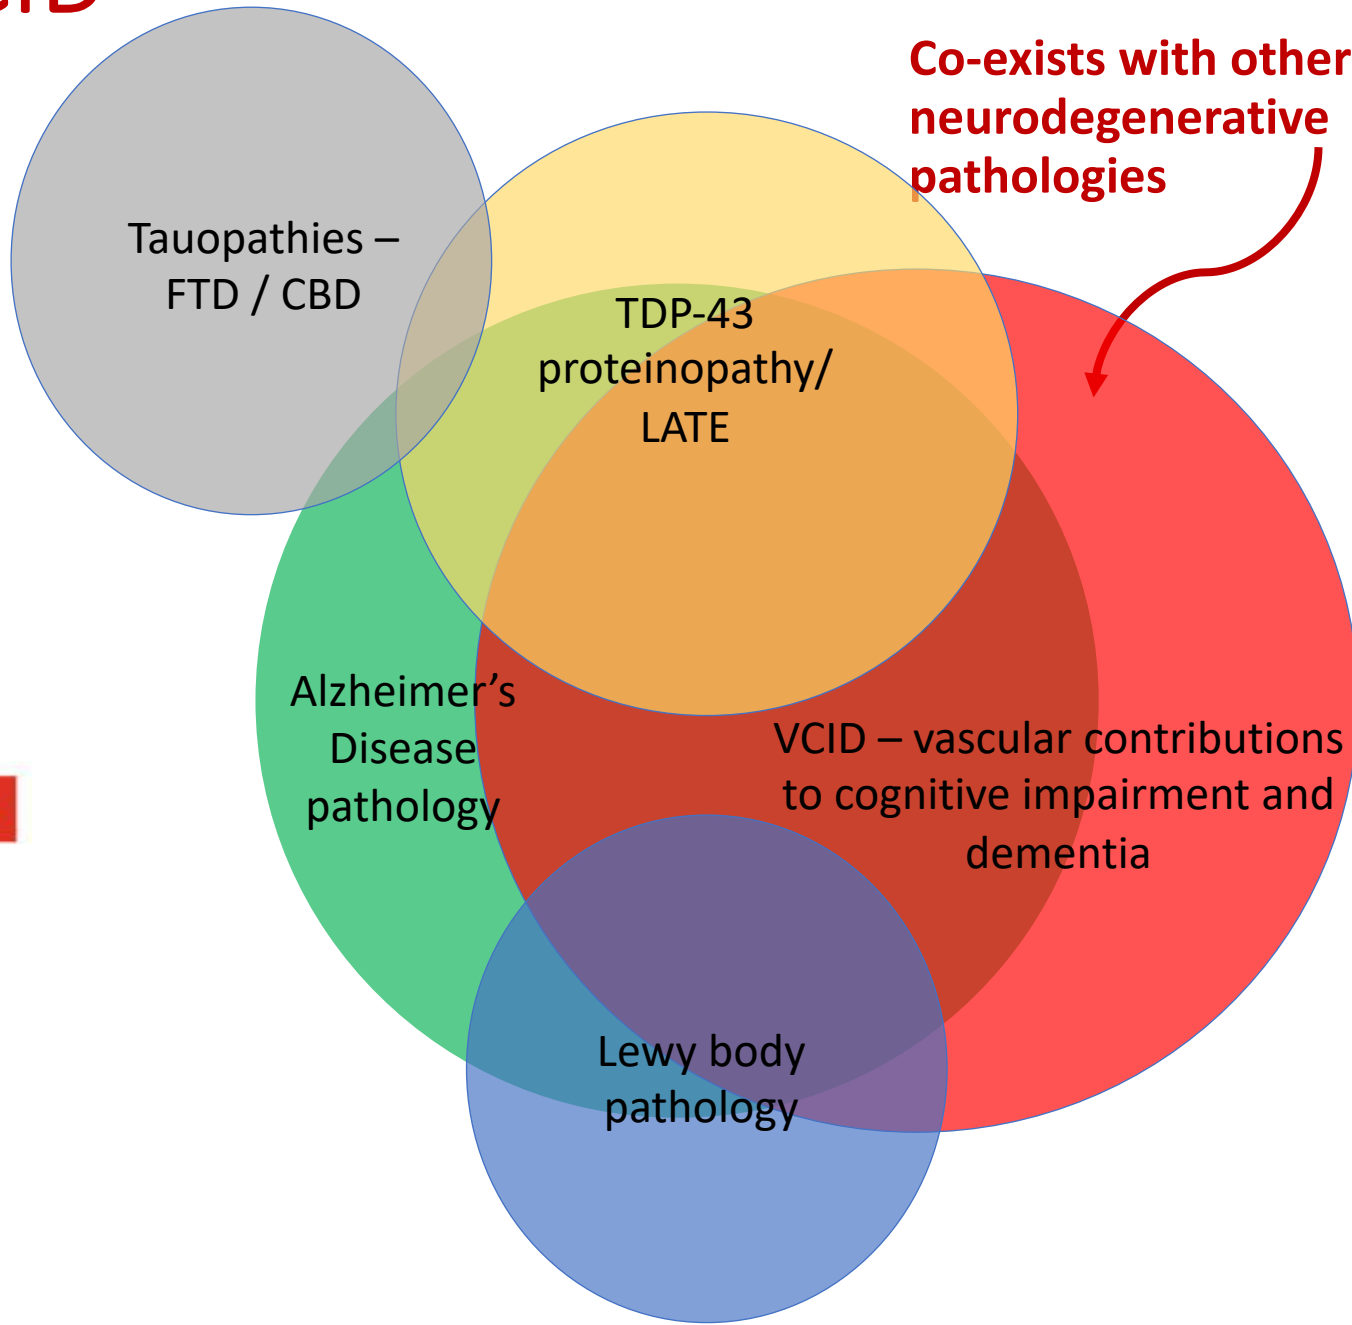 Co-exists with other
neurodegenerative
pathologies
Tauopathies –
FTD / CBD
TDP-43
proteinopathy/
LATE
Alzheimer’s
Disease
pathology
VCID – vascular contributions
to cognitive impairment and
dementia
Lewy body
pathology